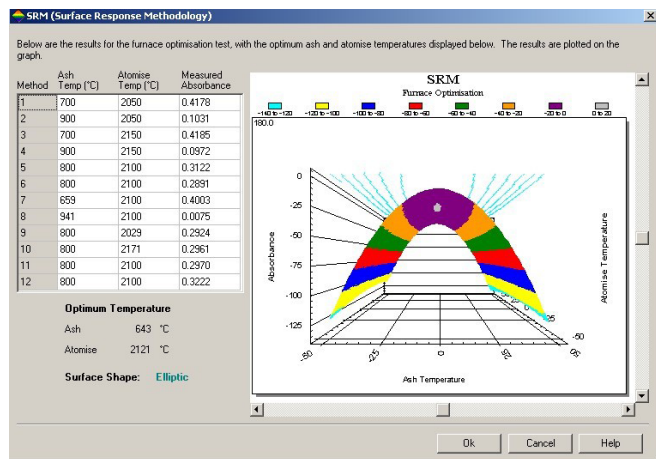 SRM (Surface Response Methodology)
Below are the results for the furnace optimisation test, with the optimum ash and atomise temperatures displayed below. The results are plotted on the
graph.
Method Ash Temp (°C) Atomise Temp (°C) Measured Absorbance
1 700 2050 0.4178
2 900 2050 0.1031
3 700 2150 0.4185
4 900 2150 0.0972
5 800 2100 0.3122
6 800 2100 0.2891
7 659 2100 0.4003
8 941 2100 0.0075
9 800 2029 0.2924
10 800 2171 0.2961
11 800 2100 0.2970
12 800 2100 0.3222
Optimum Temperature
Ash 643 °C
Atomise 2121 °C
Surface Shape: Elliptic
SRM
Furnace Optimisation
-140 to -120 -120 to -100 -100 to -80 -80 to -60 -60 to -40 -40 to -20 -20 to 0 0 to 20
180.0
0
-25
-50
-75
-100
-125
Absorbance
-50 -25 0 25 50
Ash Temperature
-50
25
Atomise Temperature
Ok Cancel Help